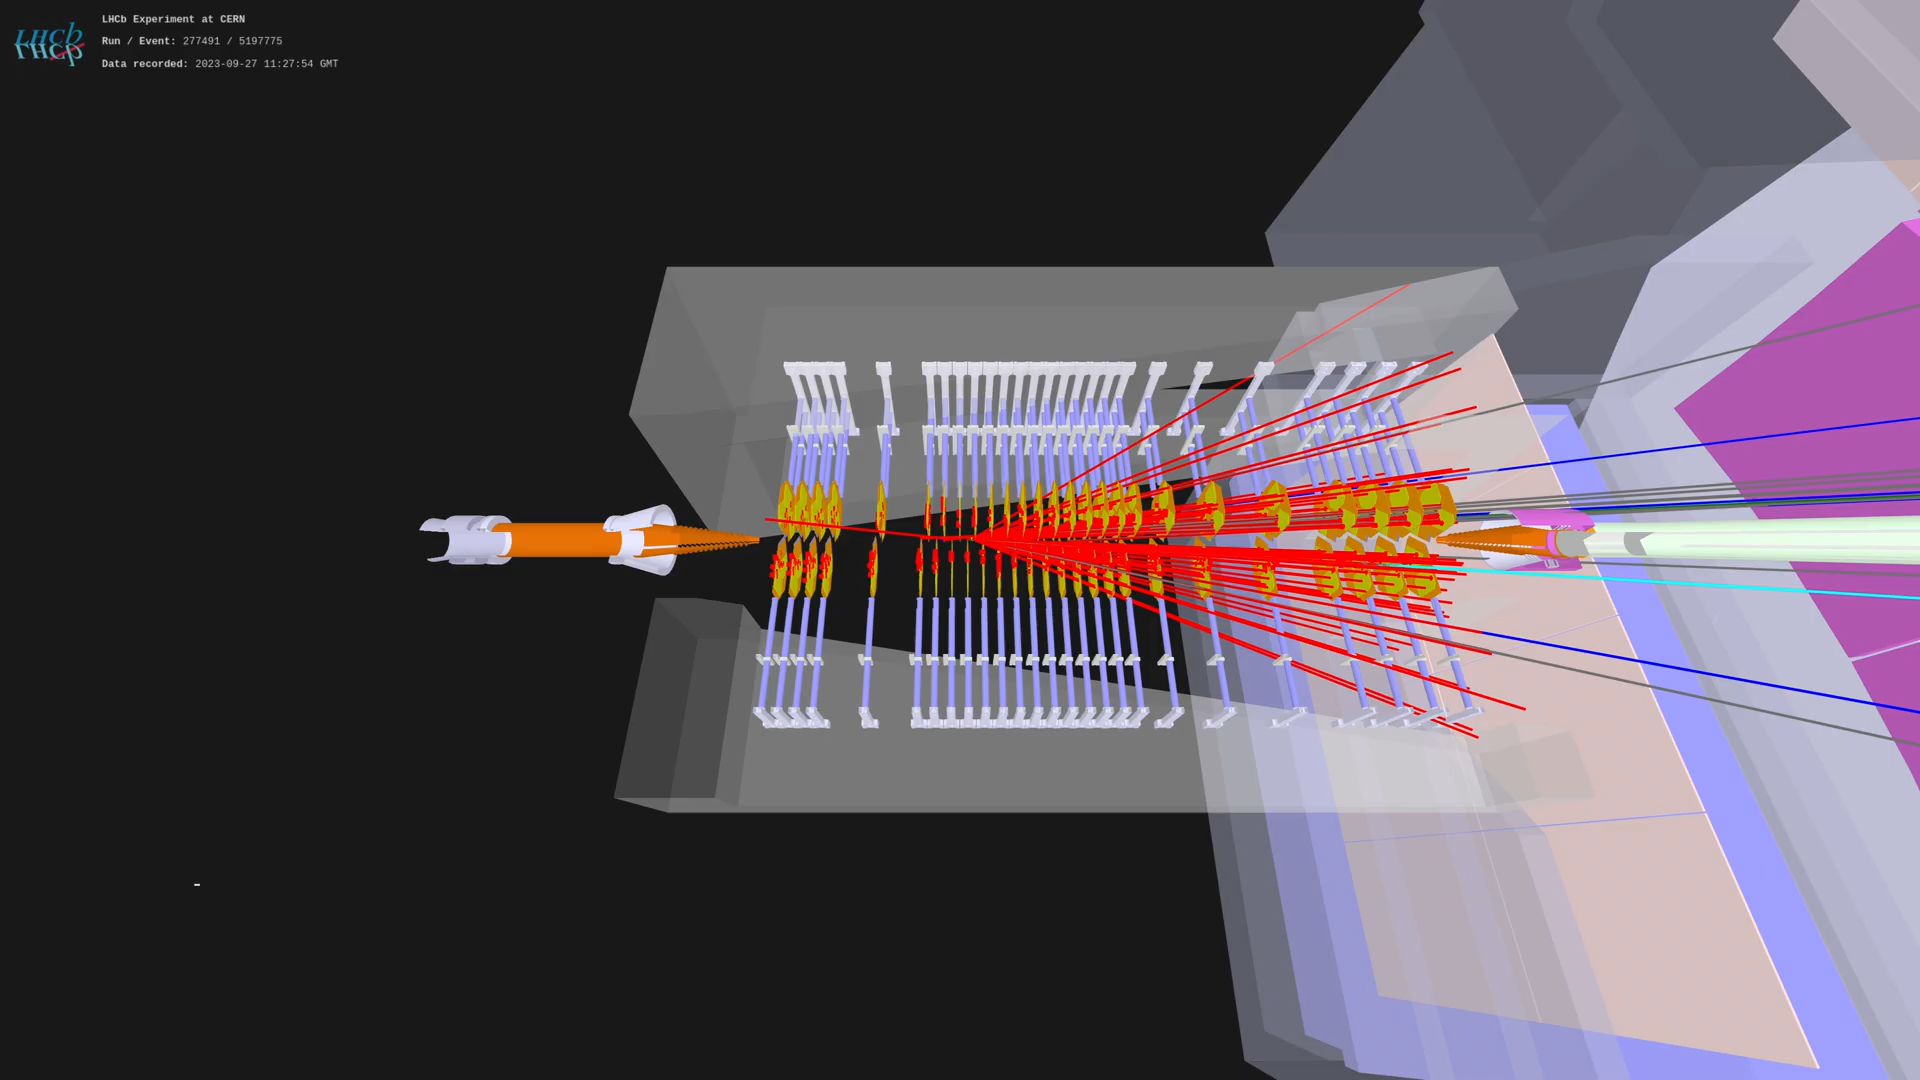 LHCb
LHCb Experiment at CERN
Run / Event: 277491 / 5197775
Data recorded: 2023-09-27 11:27:54 GMT